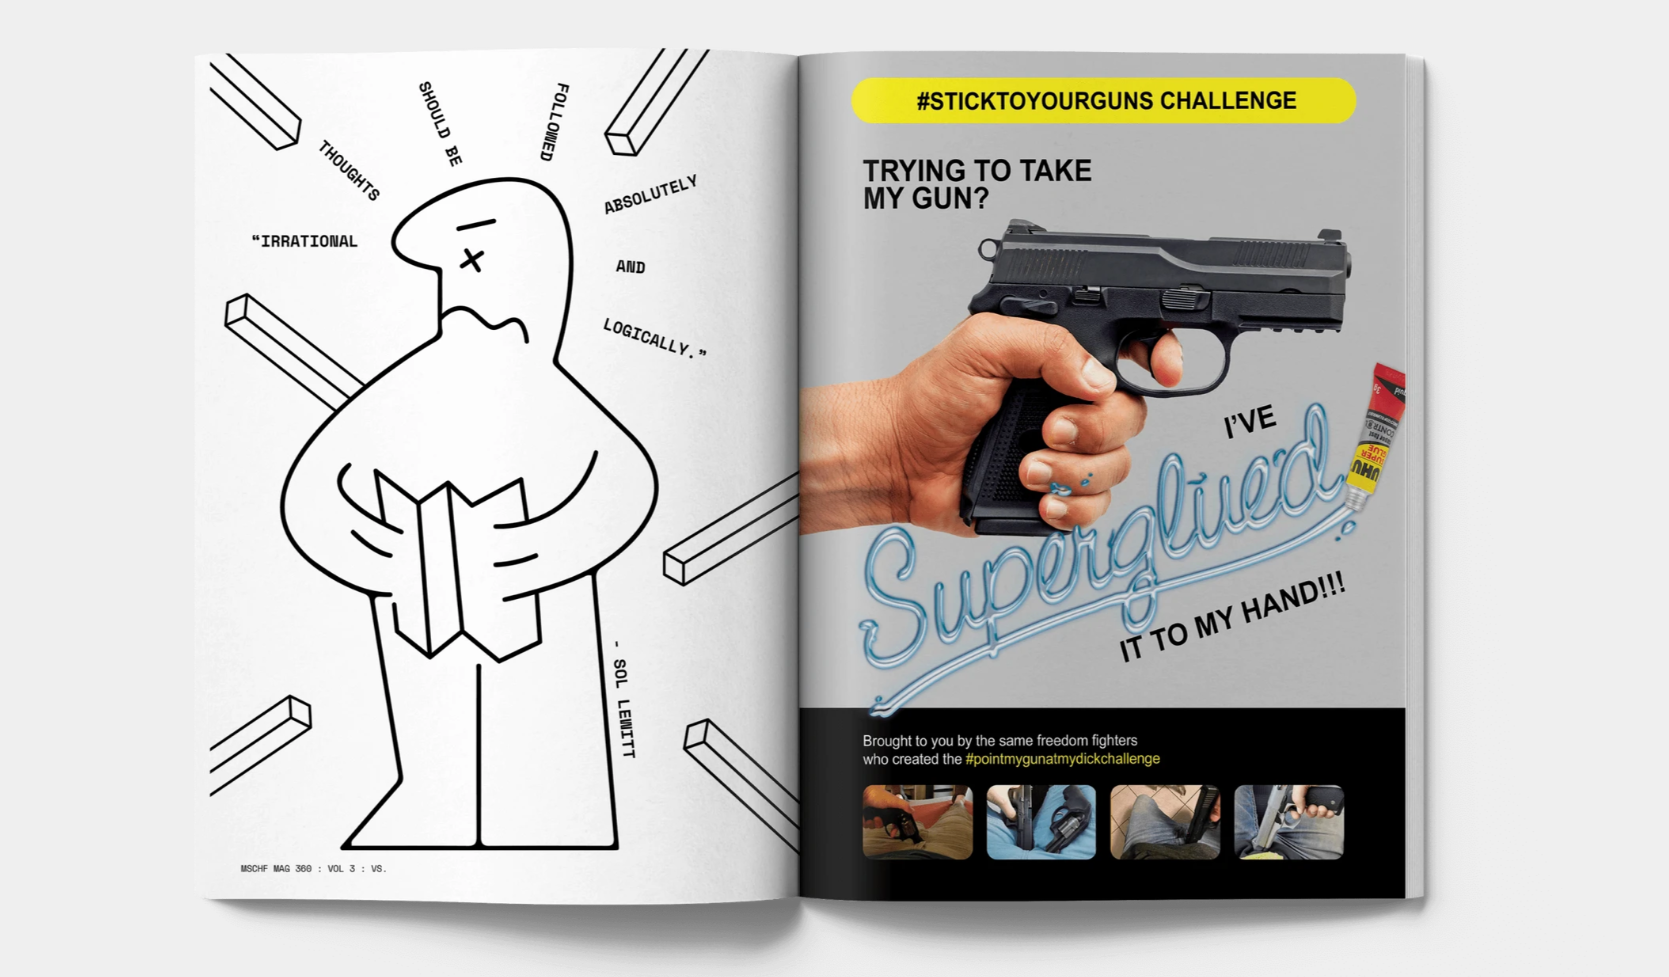 "IRRATIONAL
THOUGHTS
SHOULD BE
FOLLOWED
ABSOLUTELY
AND
LOGICALLY."
- SOL LEWITT
MSCHF MAG 360 : VOL 3 : VS.
#STICKTOYOURGUNS CHALLENGE
TRYING TO TAKE
MY GUN?
I'VE
Superglued
IT TO MY HAND!!!
UHU
SUPER
GLUE
Brought to you by the same freedom fighters
who created the #pointmygunatmydickchallenge